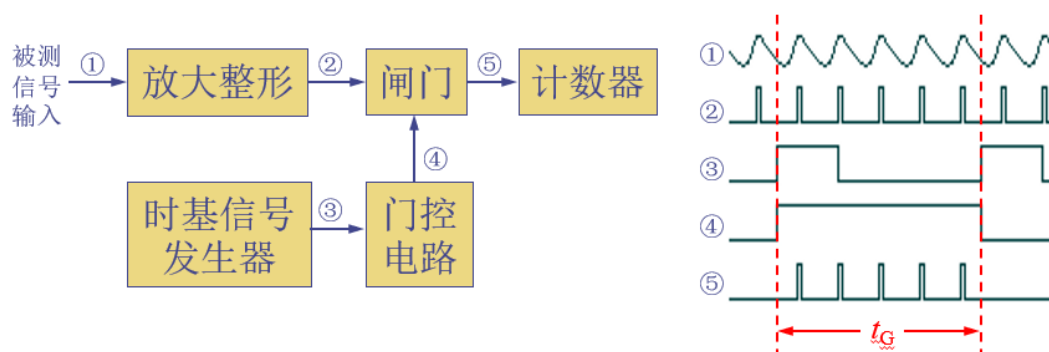 被测
信号
输入
①
放大整形
②
闸门
⑤
计数器
④
时基信号
发生器
③
门控
电路
①
②
③
④
⑤
tG